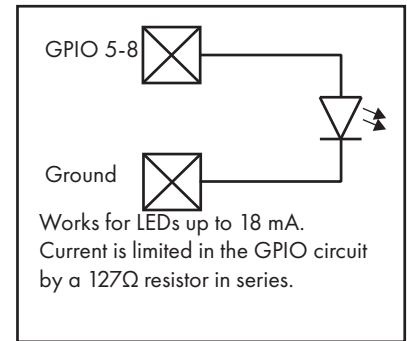 GPIO 5-8
Ground
Works for LEDs up to 18 mA.
Current is limited in the GPIO circuit
by a 127Ω resistor in series.